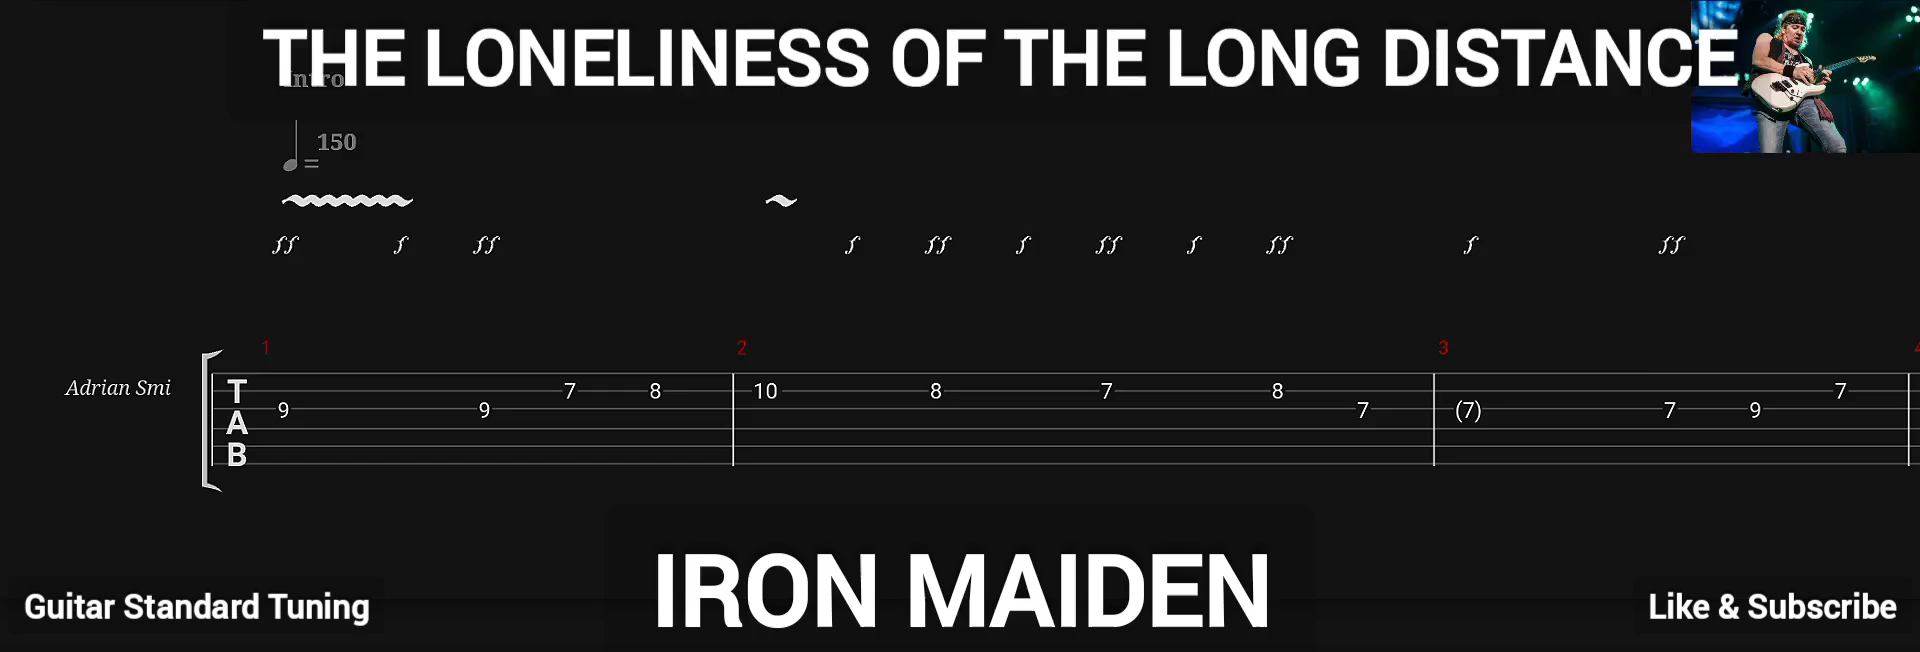 THE LONELINESS OF THE LONG DISTANCE
Intro
150
=
ff f ff f ff f ff f ff f ff
1 2 3 4
Adrian Smi
TAB
7 8 10 8 7 8 7
9 9 7 (7) 7 9
IRON MAIDEN
Guitar Standard Tuning
Like & Subscribe